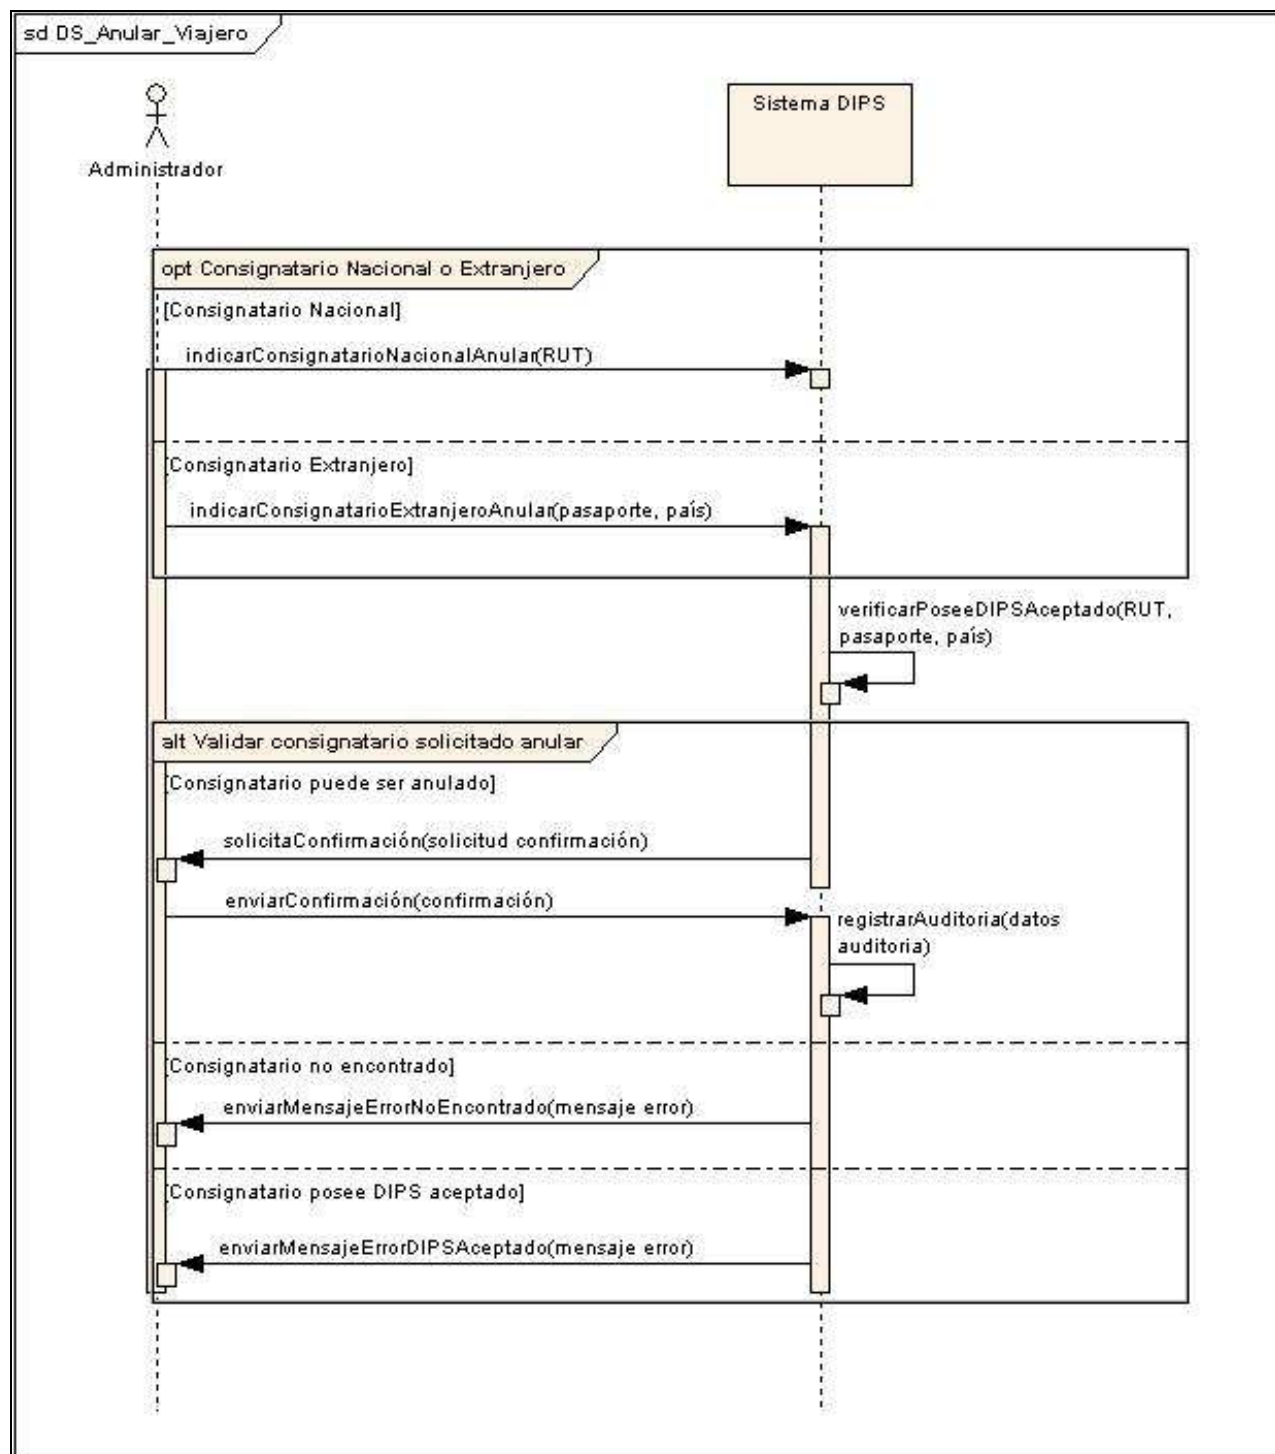 sd DS_Anular_Viajero
Sistema DIPS
Administrador
opt Consignatario Nacional o Extranjero
[Consignatario Nacional]
indicarConsignatarioNacionalAnular(RUT)
[Consignatario Extranjero]
indicarConsignatarioExtranjeroAnular(pasaporte, país)
verificarPoseeDIPSAceptado(RUT,
pasaporte, país)
alt Validar consignatario solicitado anular
[Consignatario puede ser anulado]
solicitaConfirmación(solicitud confirmación)
enviarConfirmación(confirmación)
registrarAuditoria(datos
auditoria)
[Consignatario no encontrado]
enviarMensajeErrorNoEncontrado(mensaje error)
[Consignatario posee DIPS aceptado]
enviarMensajeErrorDIPSAceptado(mensaje error)